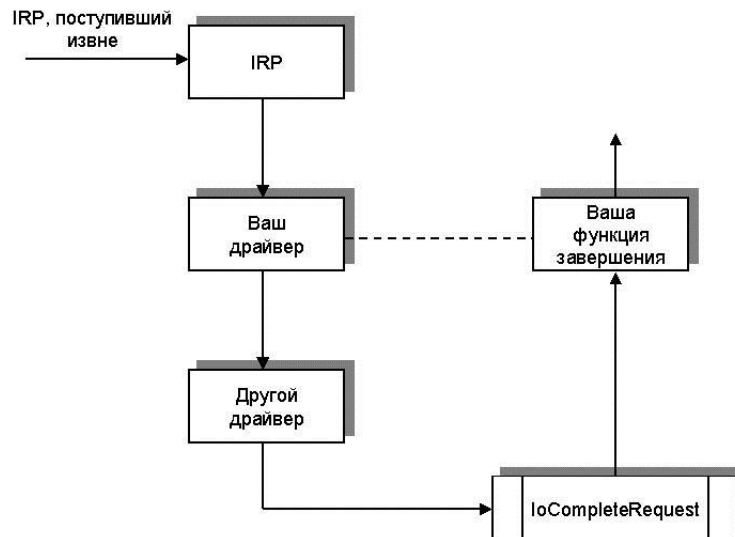 IRP, поступивший
извне
IRP
Ваш
драйвер
Ваша
функция
завершения
Другой
драйвер
IoCompleteRequest